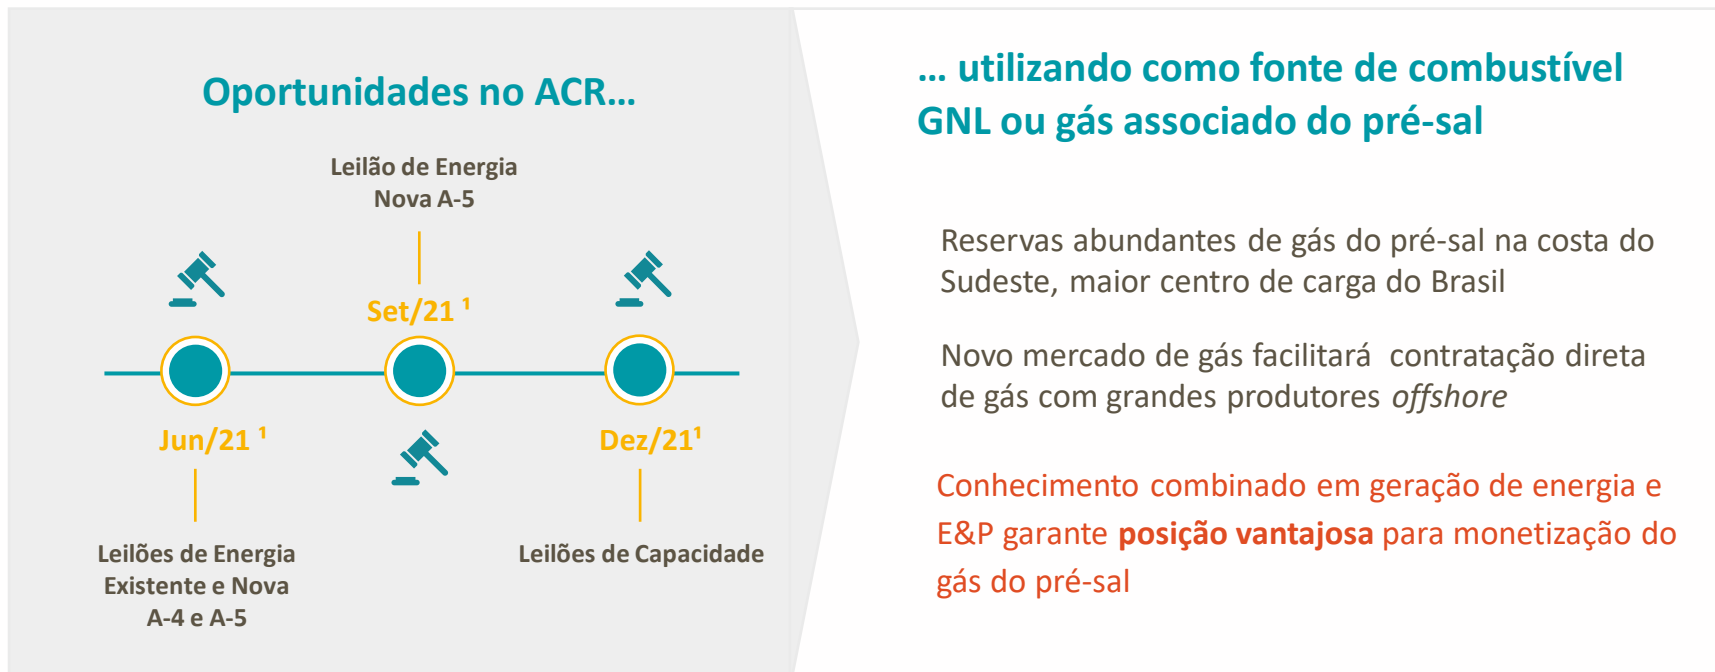 Oportunidades no ACR...
Leilão de Energia
Nova A-5
Set/21 ¹
Jun/21 ¹
Dez/21¹
Leilões de Energia
Existente e Nova
A-4 e A-5
Leilões de Capacidade
... utilizando como fonte de combustível
GNL ou gás associado do pré-sal
Reservas abundantes de gás do pré-sal na costa do
Sudeste, maior centro de carga do Brasil
Novo mercado de gás facilitará contratação direta
de gás com grandes produtores offshore
Conhecimento combinado em geração de energia e
E&P garante posição vantajosa para monetização do
gás do pré-sal